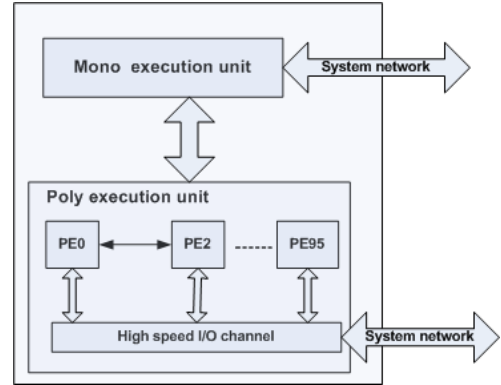 Mono execution unit
System network
Poly execution unit
PE0
PE2
PE95
High speed I/O channel
System network